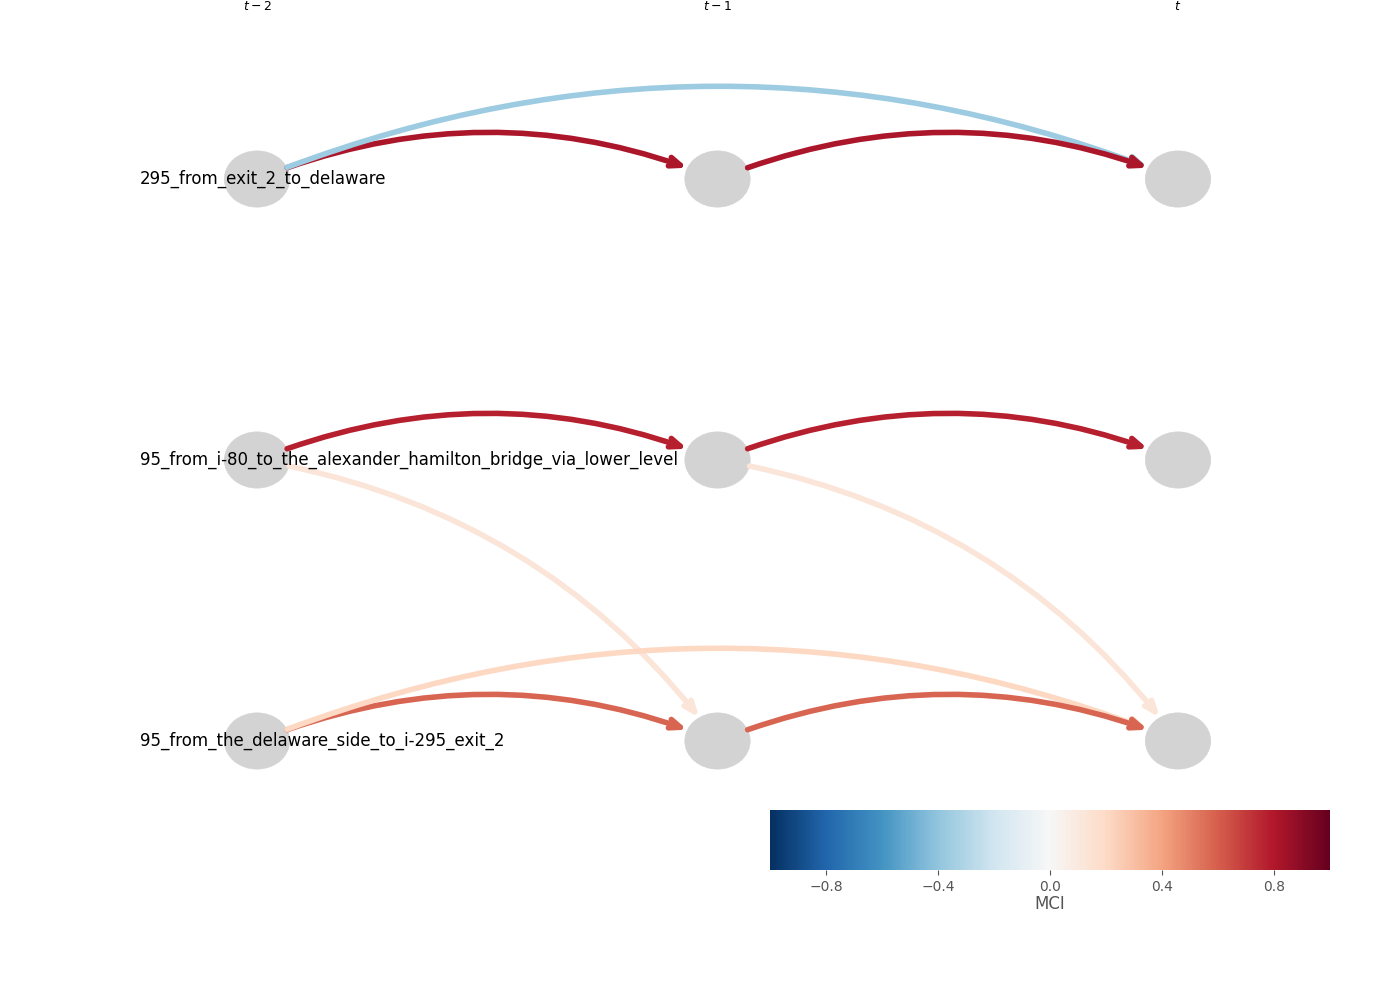 t − 2 t − 1 t
295_from_exit_2_to_delaware
95_from_i-80_to_the_alexander_hamilton_bridge_via_lower_level
95_from_the_delaware_side_to_i-295_exit_2
−0.8 −0.4 0.0 0.4 0.8
MCI